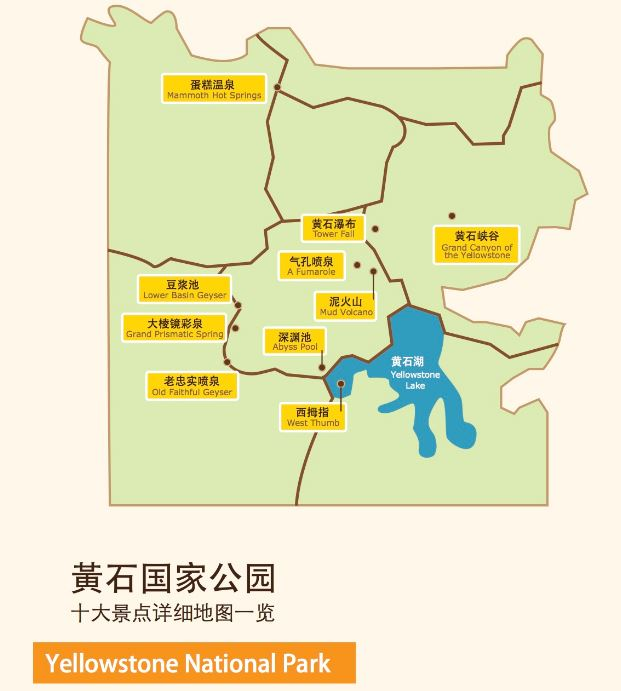 蛋糕温泉
Mammoth Hot Springs
黄石瀑布
Tower Fall
黄石峡谷
Grand Canyon of
the Yellowstone
气孔喷泉
A Fumarole
豆浆池
Lower Basin Geyser
泥火山
Mud Volcano
大棱镜彩泉
Grand Prismatic Spring
深渊池
Abyss Pool
黄石湖
Yellowstone
Lake
老忠实喷泉
Old Faithful Geyser
西拇指
West Thumb
黃石国家公园
十大景点详细地图一览
Yellowstone National Park